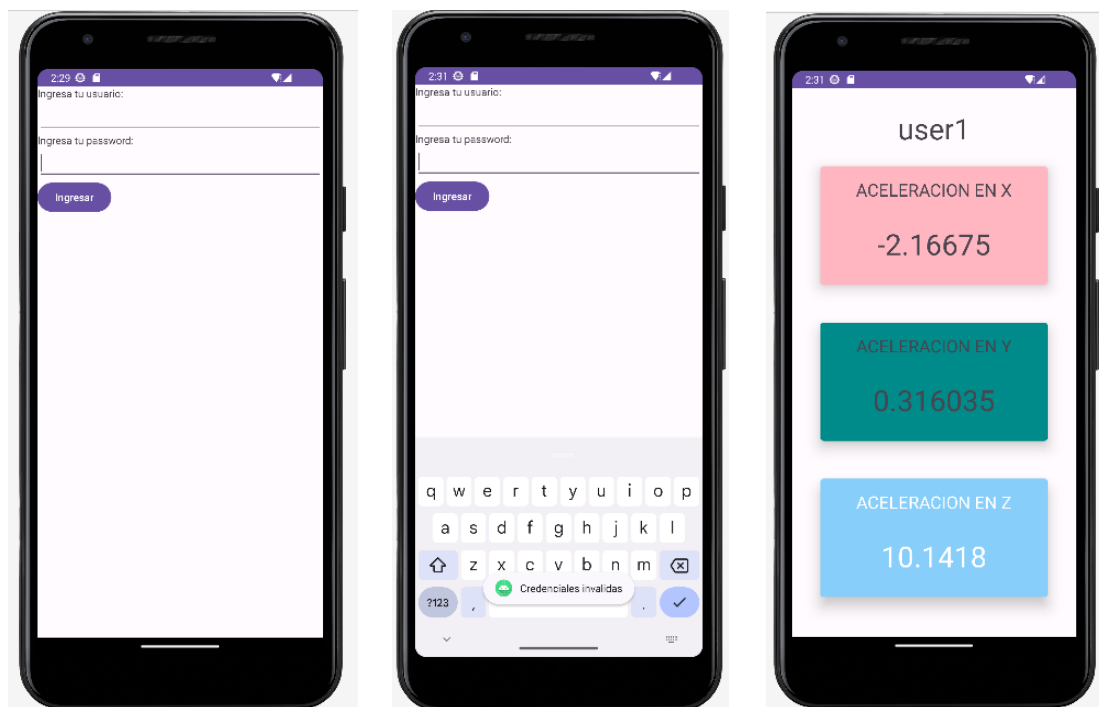 2:29
Ingresa tu usuario:
Ingresa tu password:
Ingresar
2:31
Ingresa tu usuario:
Ingresa tu password:
Ingresar
q w e r t y u i o p
a s d f g h j k l
z x c v b n m
Credenciales invalidas
?123 , .
2:31
user1
ACELERACION EN X
-2.16675
ACELERACION EN Y
0.316035
ACELERACION EN Z
10.1418